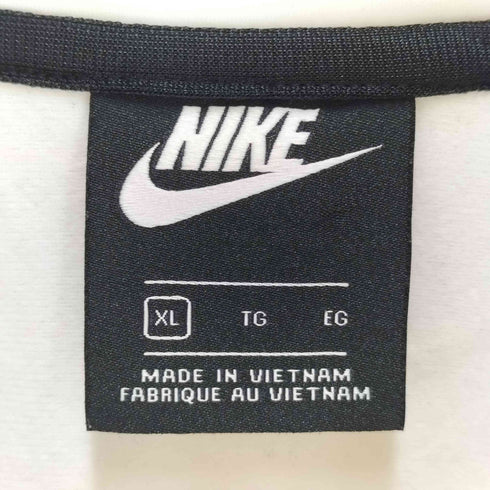 NIKE
XL TG EG
MADE IN VIETNAM
FABRIQUE AU VIETNAM